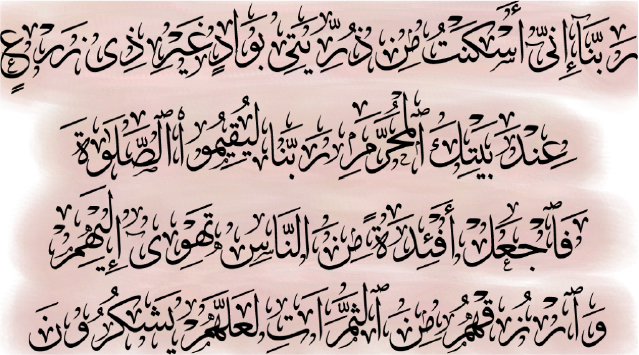 رَبَّنَآ إِنِّىٓ أَسْكَنتُ مِن ذُرِّيَّتِى بِوَادٍ غَيْرِ ذِى زَرْعٍ
عِندَ بَيْتِكَ ٱلْمُحَرَّمِ رَبَّنَا لِيُقِيمُوا۟ ٱلصَّلَوٰةَ
فَٱجْعَلْ أَفْـِٔدَةً مِّنَ ٱلنَّاسِ تَهْوِىٓ إِلَيْهِمْ
وَٱرْزُقْهُم مِّنَ ٱلثَّمَرَٰتِ لَعَلَّهُمْ يَشْكُرُونَ